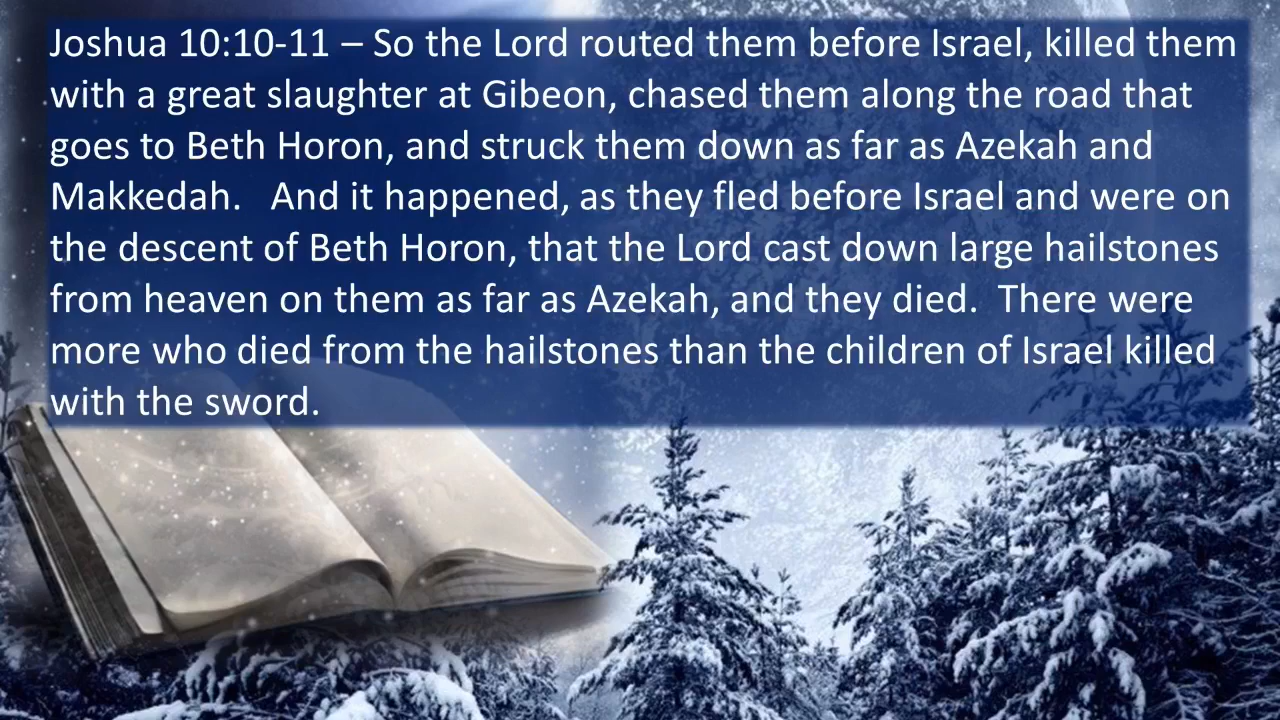 Joshua 10:10-11 – So the Lord routed them before Israel, killed them
with a great slaughter at Gibeon, chased them along the road that
goes to Beth Horon, and struck them down as far as Azekah and
Makkedah.   And it happened, as they fled before Israel and were on
the descent of Beth Horon, that the Lord cast down large hailstones
from heaven on them as far as Azekah, and they died.  There were
more who died from the hailstones than the children of Israel killed
with the sword.